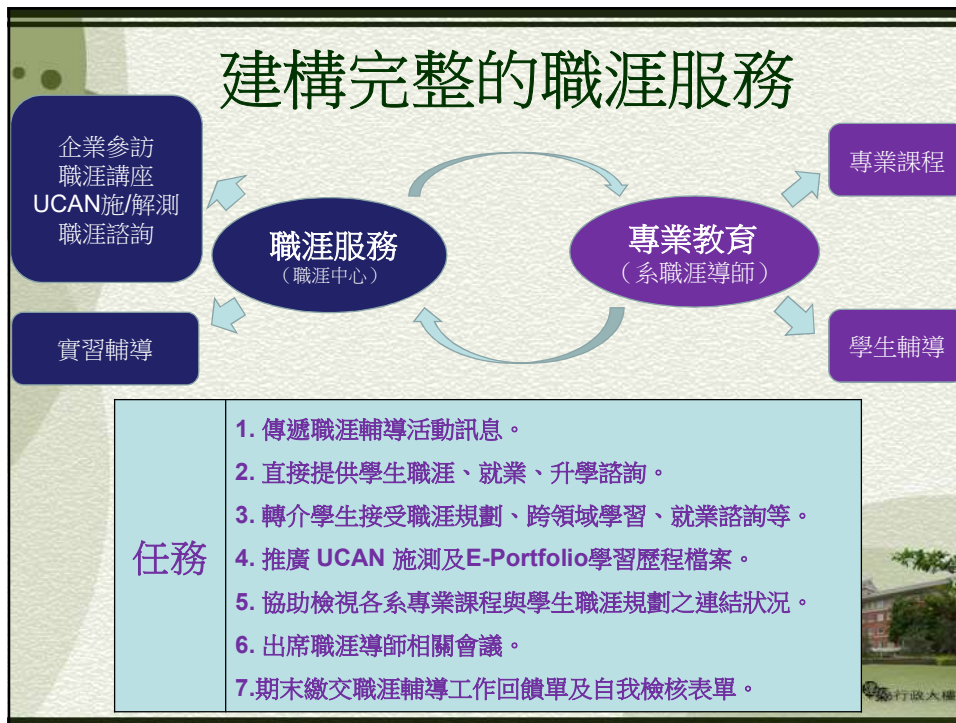 建構完整的職涯服務
企業參訪
職涯講座
UCAN施/解測
職涯諮詢
實習輔導
職涯服務
（職涯中心）
專業教育
（系職涯導師）
專業課程
學生輔導
任務
1. 傳遞職涯輔導活動訊息。
2. 直接提供學生職涯、就業、升學諮詢。
3. 轉介學生接受職涯規劃、跨領域學習、就業諮詢等。
4. 推廣 UCAN 施測及E-Portfolio學習歷程檔案。
5. 協助檢視各系專業課程與學生職涯規劃之連結狀況。
6. 出席職涯導師相關會議。
7.期末繳交職涯輔導工作回饋單及自我檢核表單。
行政大樓